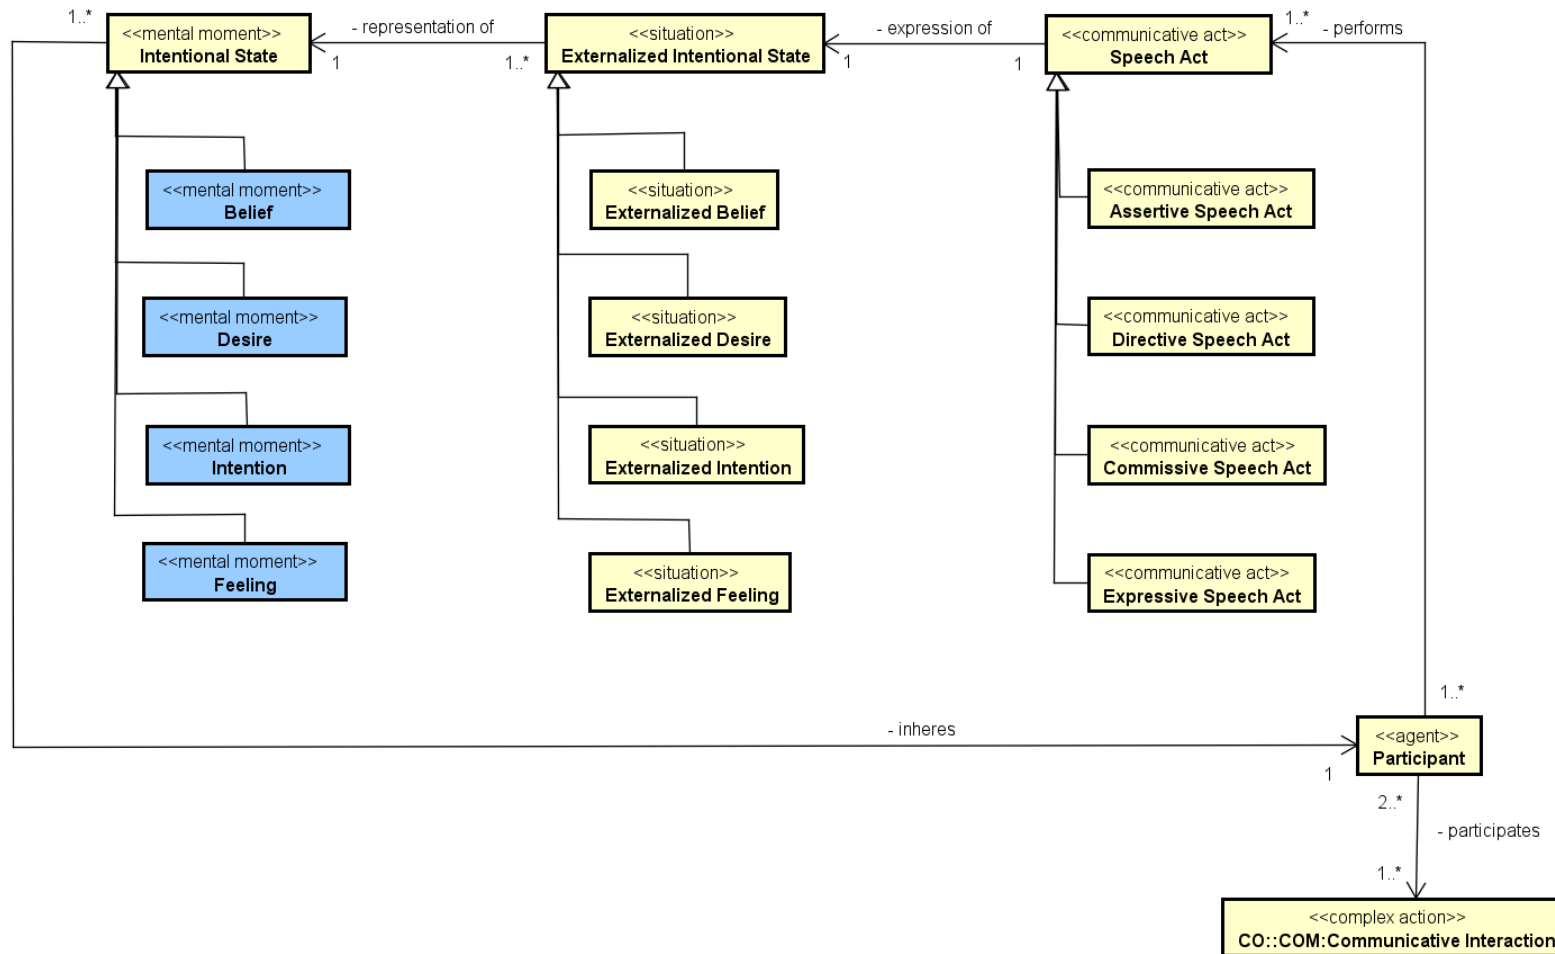 1..*
<<mental moment>>
Intentional State
- representation of
1
1..*
<<situation>>
Externalized Intentional State
- expression of
1
1
<<communicative act>>
Speech Act
1..*
- performs
<<mental moment>>
Belief
<<situation>>
Externalized Belief
<<communicative act>>
Assertive Speech Act
<<mental moment>>
Desire
<<situation>>
Externalized Desire
<<communicative act>>
Directive Speech Act
<<mental moment>>
Intention
<<situation>>
Externalized Intention
<<communicative act>>
Commissive Speech Act
<<mental moment>>
Feeling
<<situation>>
Externalized Feeling
<<communicative act>>
Expressive Speech Act
1..*
- inheres
1
<<agent>>
Participant
2..*
- participates
1..*
<<complex action>>
CO::COM:Communicative Interaction